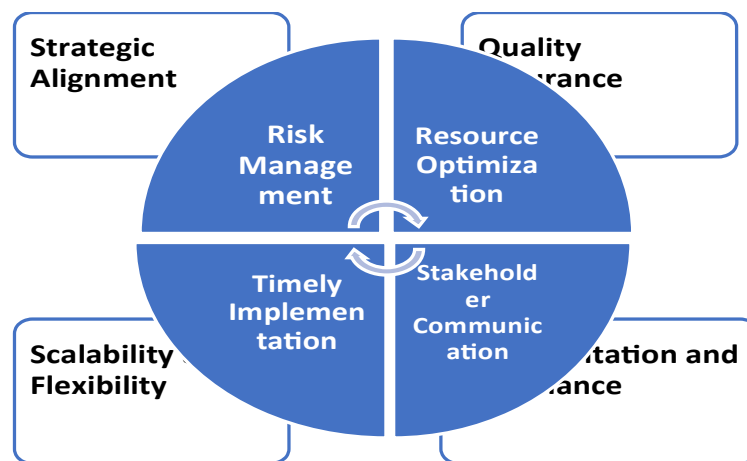 Strategic
Alignment
Quality
urance
Risk
Manage
ment
Resource
Optimiza
tion
Timely
Implemen
tation
Stakehold
er
Communic
ation
Scalability
Flexibility
tation and
ance